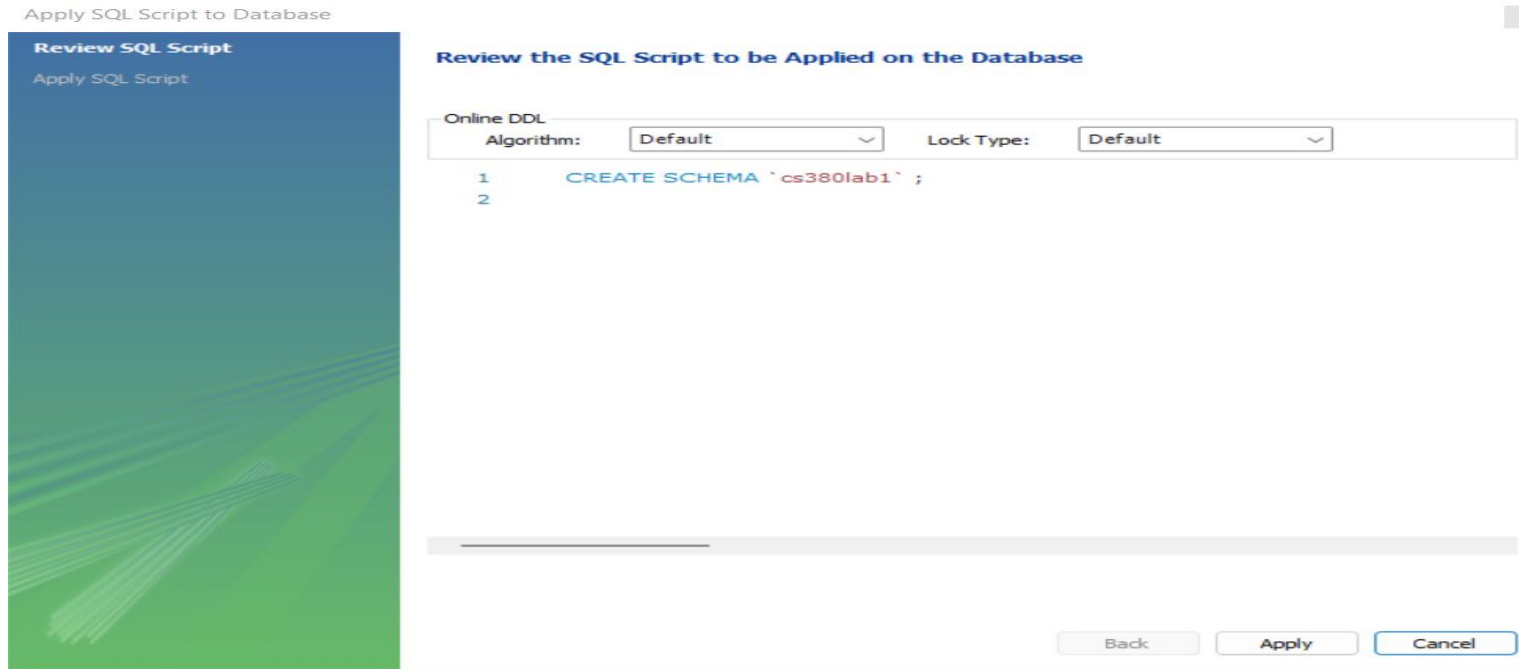 Apply SQL Script to Database
Review SQL Script
Apply SQL Script
Review the SQL Script to be Applied on the Database
Online DDL
Algorithm: Default Lock Type: Default
1 CREATE SCHEMA `cs380lab1` ;
2
Back Apply Cancel